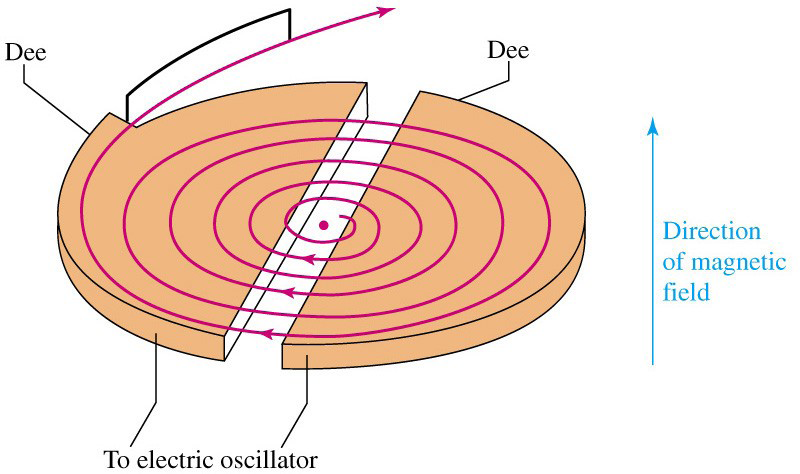 Dee
Dee
Direction
of magnetic
field
To electric oscillator